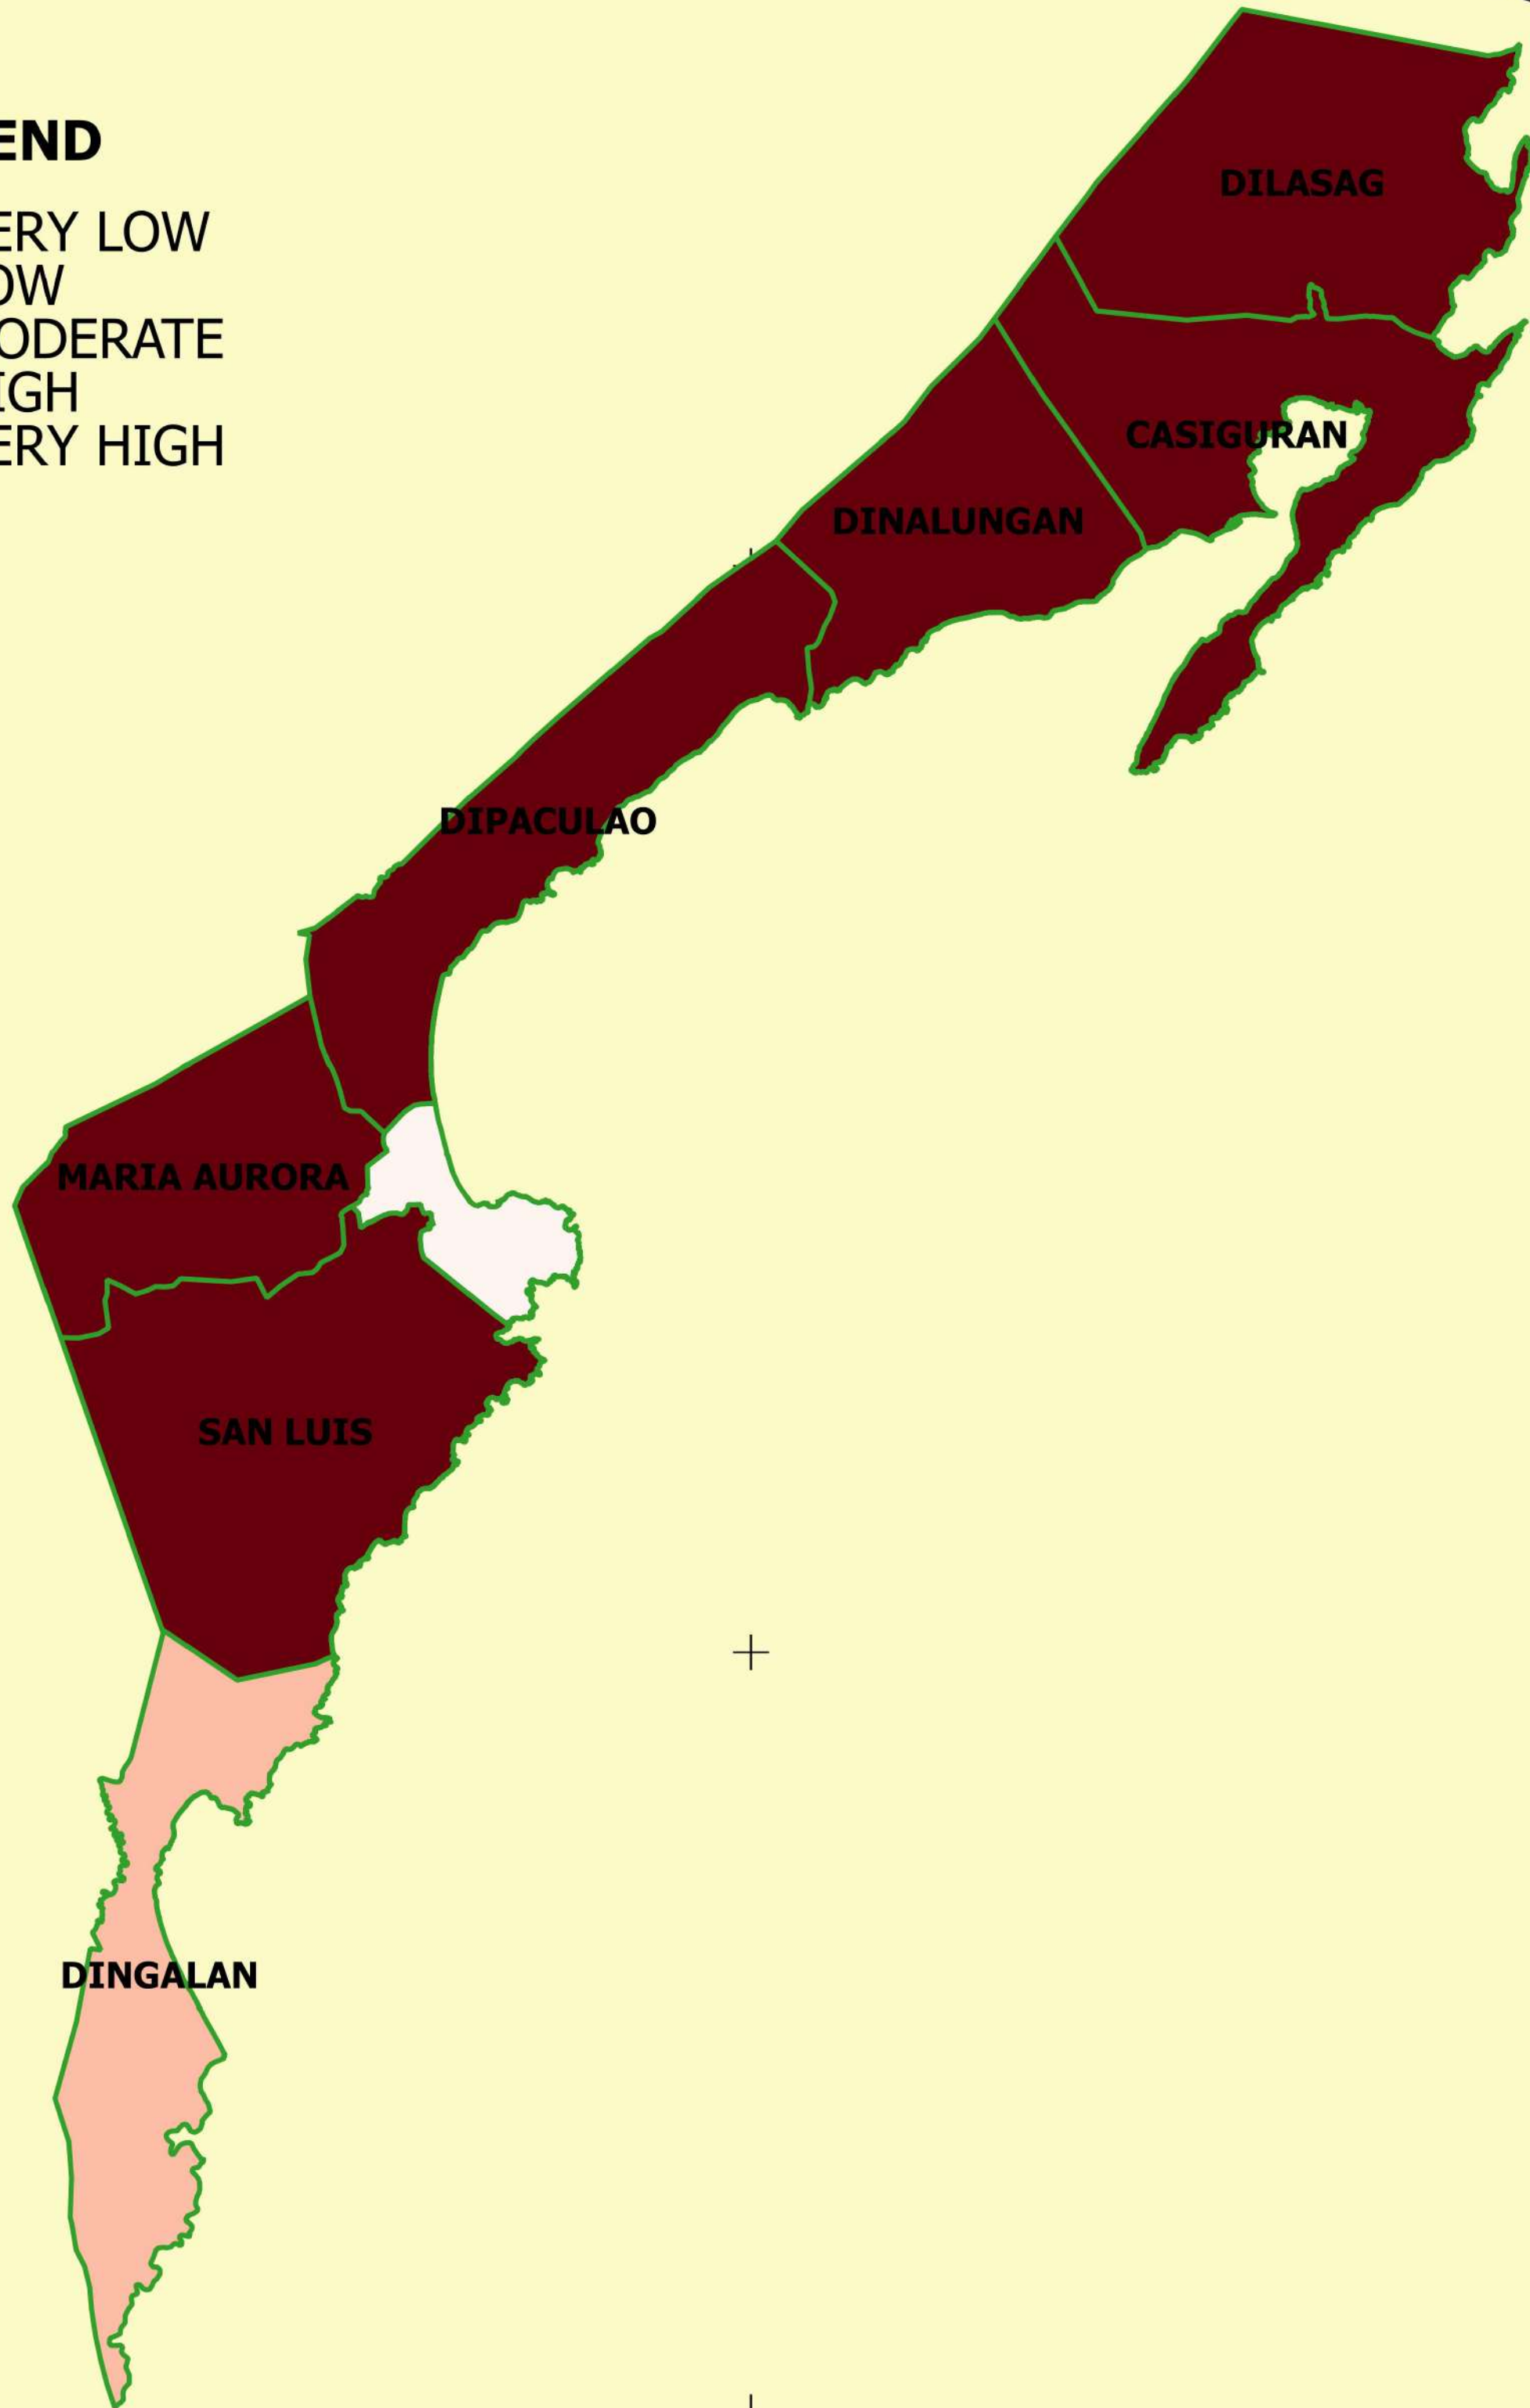 END
ERY LOW
OW
ODERATE
IGH
ERY HIGH
DILASAG
CASIGURAN
DINALUNGAN
DIPACULAO
MARIA AURORA
SAN LUIS
DINGALAN